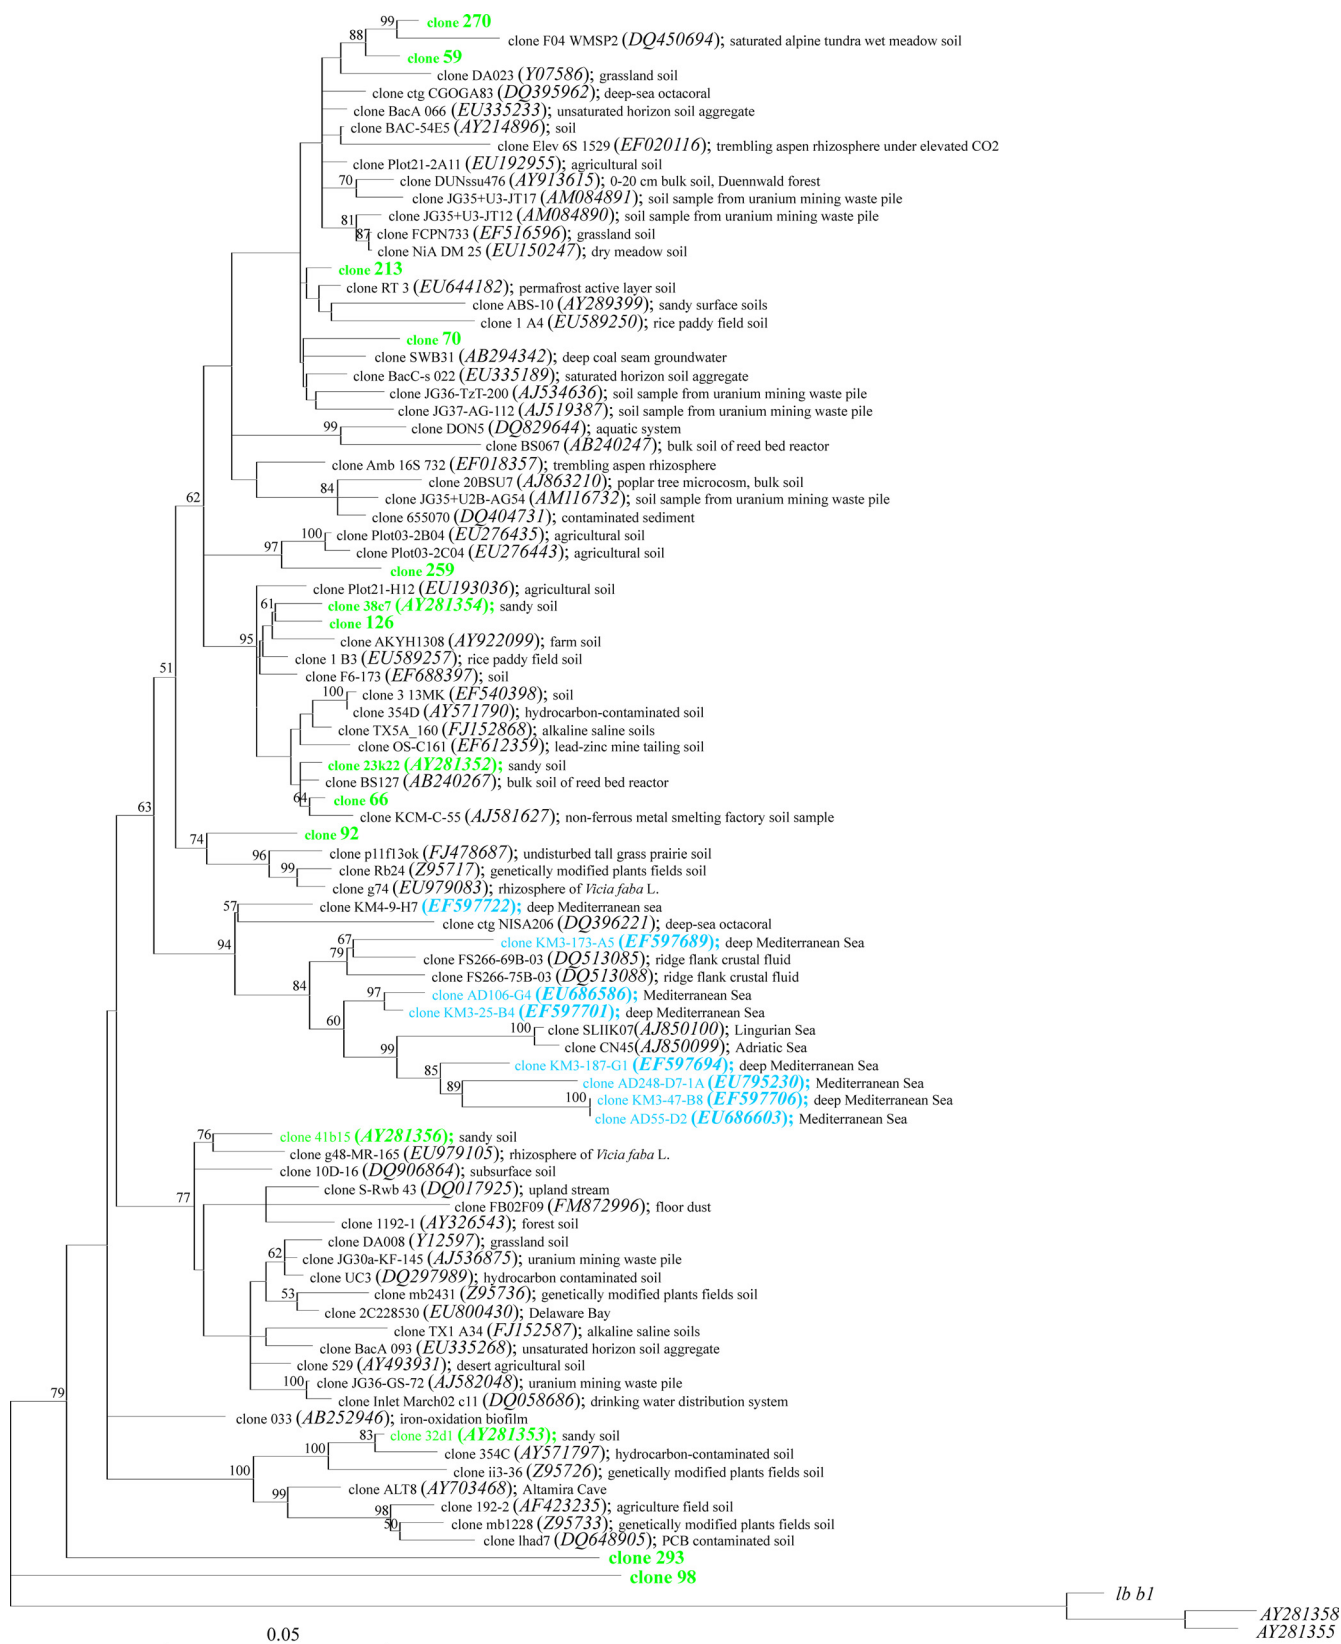 99 clone 270
clone F04 WMSP2 (DQ450694); saturated alpine tundra wet meadow soil
88
clone 59
clone DA023 (Y07586); grassland soil
clone ctg CGOGA83 (DQ395962); deep-sea octacoral
clone BacA 066 (EU335233); unsaturated horizon soil aggregate
clone BAC-54E5 (AY214896); soil
clone Elev 6S 1529 (EF020116); trembling aspen rhizosphere under elevated CO2
clone Plot21-2A11 (EU192955); agricultural soil
70 clone DUNssu476 (AY913615); 0-20 cm bulk soil, Duennwald forest
clone JG35+U3-JT17 (AM084891); soil sample from uranium mining waste pile
81 clone JG35+U3-JT12 (AM084890); soil sample from uranium mining waste pile
87 clone FCPN733 (EF516596); grassland soil
clone NiA DM 25 (EU150247); dry meadow soil
clone 213
clone RT 3 (EU644182); permafrost active layer soil
clone ABS-10 (AY289399); sandy surface soils
clone 1 A4 (EU589250); rice paddy field soil
clone 70
clone SWB31 (AB294342); deep coal seam groundwater
clone BacC-s 022 (EU335189); saturated horizon soil aggregate
clone JG36-TzT-200 (AJ534636); soil sample from uranium mining waste pile
clone JG37-AG-112 (AJ519387); soil sample from uranium mining waste pile
99 clone DON5 (DQ829644); aquatic system
clone BS067 (AB240247); bulk soil of reed bed reactor
clone Amb 16S 732 (EF018357); trembling aspen rhizosphere
clone 20BSU7 (AJ863210); poplar tree microcosm, bulk soil
84
62 clone JG35+U2B-AG54 (AM116732); soil sample from uranium mining waste pile
clone 655070 (DQ404731); contaminated sediment
100 clone Plot03-2B04 (EU276435); agricultural soil
97 clone Plot03-2C04 (EU276443); agricultural soil
clone 259
clone Plot21-H12 (EU193036); agricultural soil
61 clone 38c7 (AY281354); sandy soil
clone 126
95 clone AKYH1308 (AY922099); farm soil
clone 1 B3 (EU589257); rice paddy field soil
51 clone F6-173 (EF688397); soil
100 clone 3 13MK (EF540398); soil
clone 354D (AY571790); hydrocarbon-contaminated soil
clone TX5A_160 (FJ152868); alkaline saline soils
clone OS-C161 (EF612359); lead-zinc mine tailing soil
clone 23k22 (AY281352); sandy soil
clone BS127 (AB240267); bulk soil of reed bed reactor
64 clone 66
63 clone KCM-C-55 (AJ581627); non-ferrous metal smelting factory soil sample
74 clone 92
96 clone p11f13ok (FJ478687); undisturbed tall grass prairie soil
99 clone Rb24 (Z95717); genetically modified plants fields soil
clone g74 (EU979083); rhizosphere of Vicia faba L.
57 clone KM4-9-H7 (EF597722); deep Mediterranean sea
clone ctg NISA206 (DQ396221); deep-sea octacoral
94 67 clone KM3-173-A5 (EF597689); deep Mediterranean Sea
79 clone FS266-69B-03 (DQ513085); ridge flank crustal fluid
clone FS266-75B-03 (DQ513088); ridge flank crustal fluid
84 97 clone AD106-G4 (EU686586); Mediterranean Sea
clone KM3-25-B4 (EF597701); deep Mediterranean Sea
60 100 clone SLIIK07(AJ850100); Lingurian Sea
99 clone CN45(AJ850099); Adriatic Sea
85 clone KM3-187-G1 (EF597694); deep Mediterranean Sea
89 clone AD248-D7-1A (EU795230); Mediterranean Sea
100 clone KM3-47-B8 (EF597706); deep Mediterranean Sea
clone AD55-D2 (EU686603); Mediterranean Sea
76 clone 41b15 (AY281356); sandy soil
clone g48-MR-165 (EU979105); rhizosphere of Vicia faba L.
clone 10D-16 (DQ906864); subsurface soil
77 clone S-Rwb 43 (DQ017925); upland stream
clone FB02F09 (FM872996); floor dust
clone 1192-1 (AY326543); forest soil
clone DA008 (Y12597); grassland soil
62 clone JG30a-KF-145 (AJ536875); uranium mining waste pile
clone UC3 (DQ297989); hydrocarbon contaminated soil
53 clone mb2431 (Z95736); genetically modified plants fields soil
clone 2C228530 (EU800430); Delaware Bay
clone TX1 A34 (FJ152587); alkaline saline soils
clone BacA 093 (EU335268); unsaturated horizon soil aggregate
clone 529 (AY493931); desert agricultural soil
100 clone JG36-GS-72 (AJ582048); uranium mining waste pile
79 clone Inlet March02 c11 (DQ058686); drinking water distribution system
clone 033 (AB252946); iron-oxidation biofilm
83 clone 32d1 (AY281353); sandy soil
100 clone 354C (AY571797); hydrocarbon-contaminated soil
100 clone ii3-36 (Z95726); genetically modified plants fields soil
99 clone ALT8 (AY703468); Altamira Cave
98 clone 192-2 (AF423235); agriculture field soil
50 clone mb1228 (Z95733); genetically modified plants fields soil
clone lhad7 (DQ648905); PCB contaminated soil
clone 293
clone 98
lb b1
AY281358
AY281355
0.05